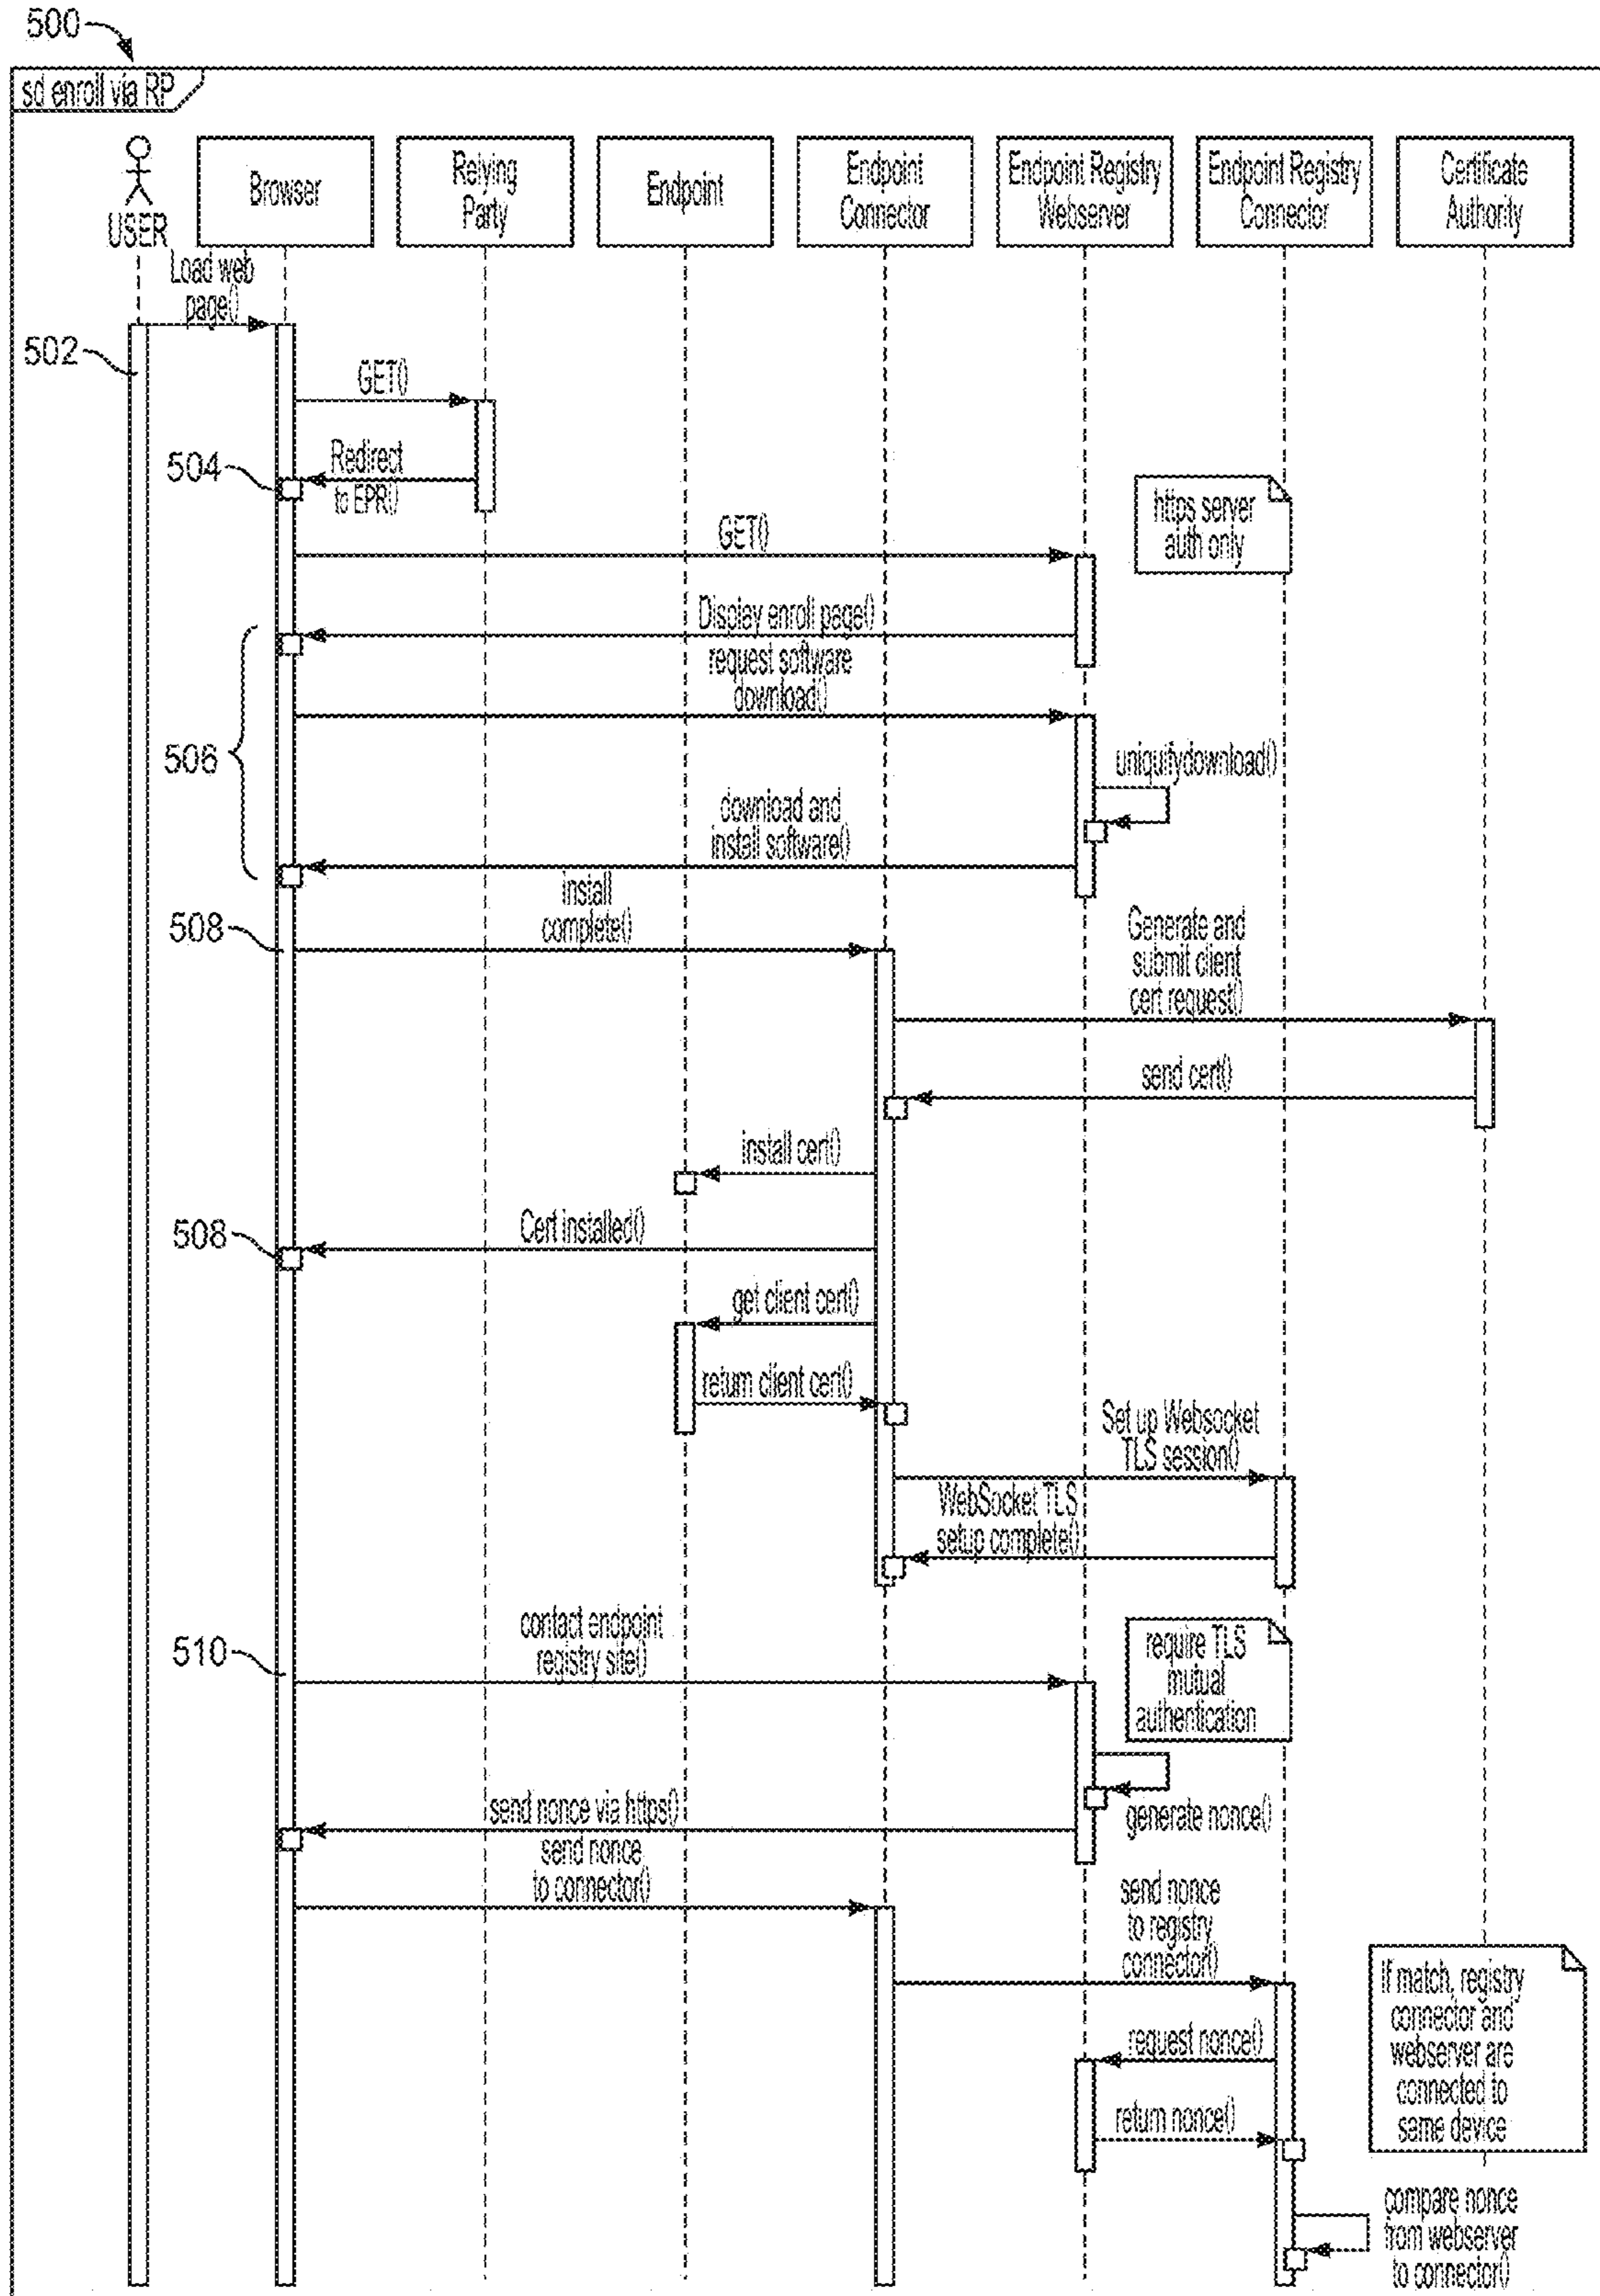 500
sd enroll via RP
USER
Browser
Relying
Party
Endpoint
Endpoint
Connector
Endpoint Registry
Webserver
Endpoint Registry
Connector
Certificate
Authority
Load web
page()
502
GET()
504
Redirect
to EPR()
https server
auth only
GET()
Display enroll page()
request software
download()
506
uniquifydownload()
download and
install software()
install
complete()
508
Generate and
submit client
cert request()
send cert()
install cert()
508
Cert installed()
get client cert()
return client cert()
Set up Websocket
TLS session()
WebSocket TLS
setup complete()
contact endpoint
registry site()
510
require TLS
mutual
authentication
generate nonce()
send nonce via https()
send nonce
to connector()
send nonce
to registry
connector()
If match, registry
connector and
webserver are
connected to
same device
request nonce()
return nonce()
compare nonce
from webserver
to connector()